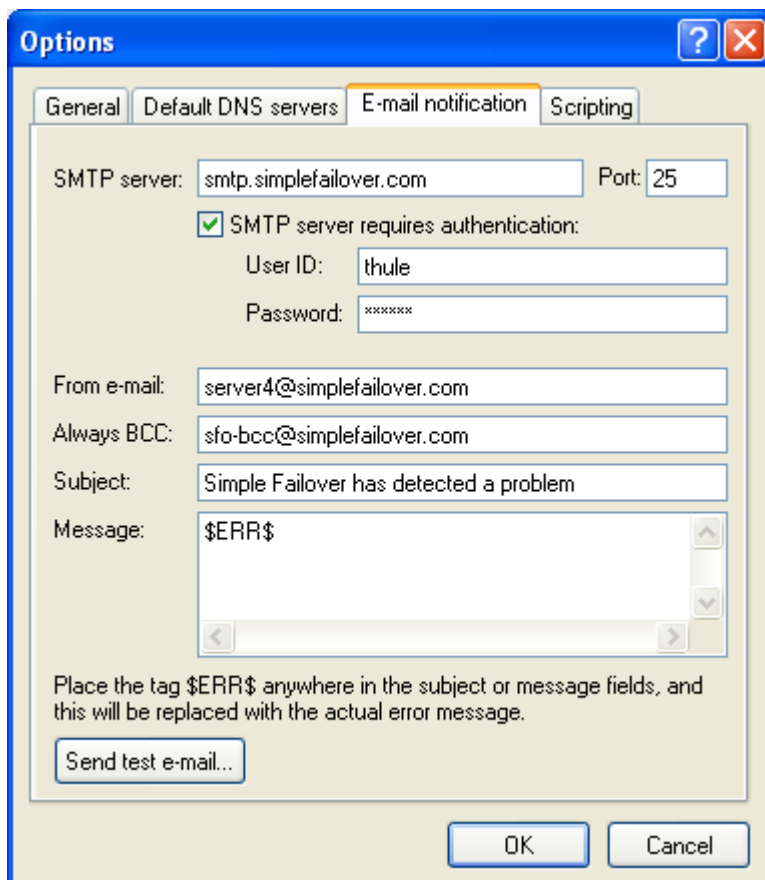 Options
General Default DNS servers E-mail notification Scripting
SMTP server: smtp.simplefailover.com Port: 25
SMTP server requires authentication:
User ID: thule
Password: ******
From e-mail: server4@simplefailover.com
Always BCC: sfo-bcc@simplefailover.com
Subject: Simple Failover has detected a problem
Message: $ERR$
Place the tag $ERR$ anywhere in the subject or message fields, and
this will be replaced with the actual error message.
Send test e-mail...
OK Cancel